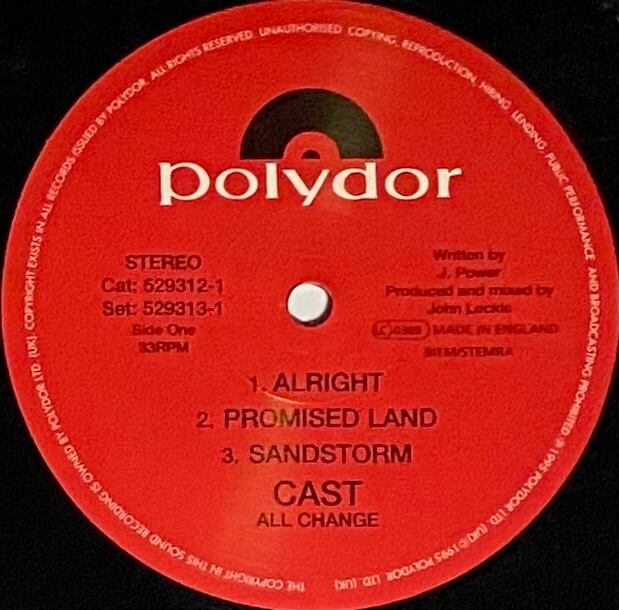 THE COPYRIGHT IN THIS SOUND RECORDING IS OWNED BY POLYDOR LTD. (UK). COPYRIGHT EXISTS IN ALL RECORDS ISSUED BY POLYDOR. ALL RIGHTS RESERVED. UNAUTHORISED COPYING, REPRODUCTION, HIRING, LENDING, PUBLIC PERFORMANCE AND BROADCASTING PROHIBITED. ℗ 1995 POLYDOR LTD. (UK) © 1995 POLYDOR LTD. (UK)
polydor
STEREO
Cat: 529312-1
Set: 529313-1
Side One
33RPM
Written by
J. Power
Produced and mixed by
John Leckie
LC 0309 MADE IN ENGLAND
BIEM/STEMRA
1. ALRIGHT
2. PROMISED LAND
3. SANDSTORM
CAST
ALL CHANGE